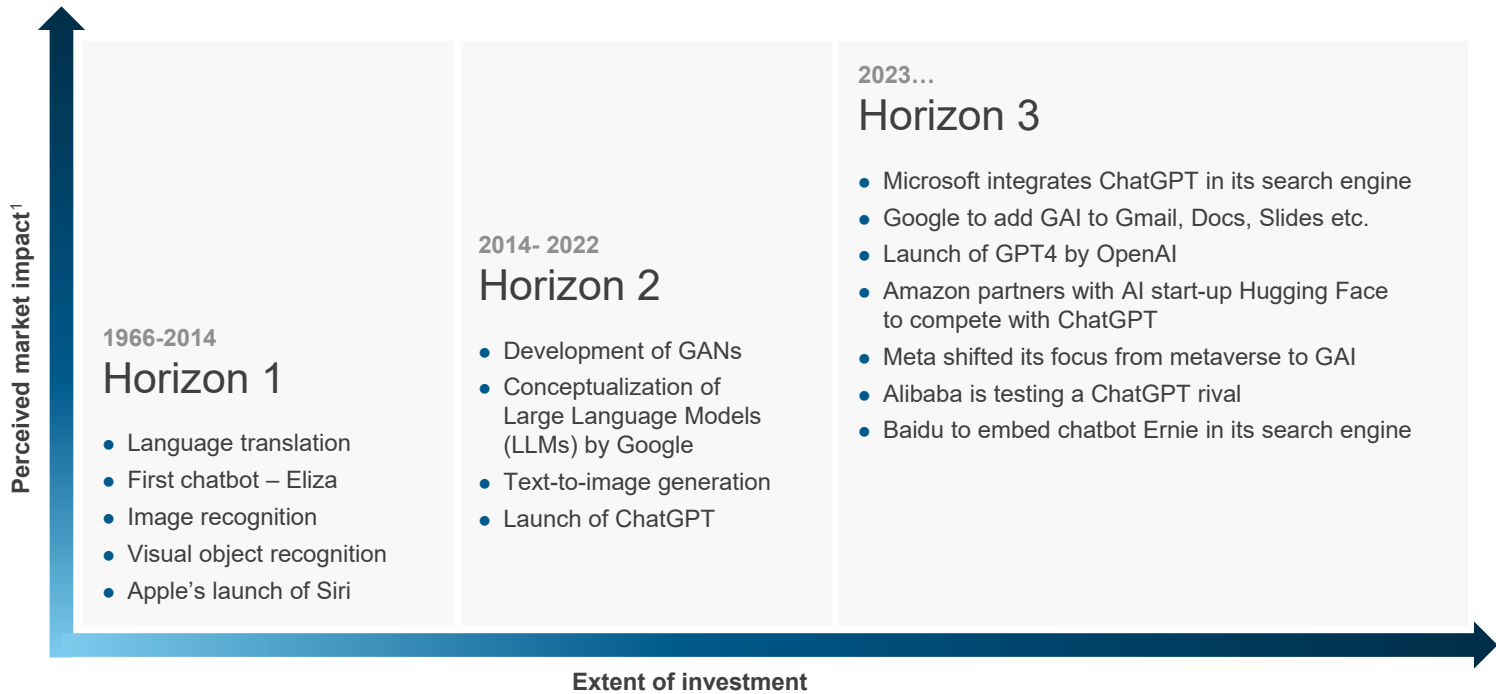 Perceived market impact1
1966-2014
Horizon 1
● Language translation
● First chatbot – Eliza
● Image recognition
● Visual object recognition
● Apple’s launch of Siri
2014- 2022
Horizon 2
● Development of GANs
● Conceptualization of
Large Language Models
(LLMs) by Google
● Text-to-image generation
● Launch of ChatGPT
2023…
Horizon 3
● Microsoft integrates ChatGPT in its search engine
● Google to add GAI to Gmail, Docs, Slides etc.
● Launch of GPT4 by OpenAI
● Amazon partners with AI start-up Hugging Face
to compete with ChatGPT
● Meta shifted its focus from metaverse to GAI
● Alibaba is testing a ChatGPT rival
● Baidu to embed chatbot Ernie in its search engine
Extent of investment